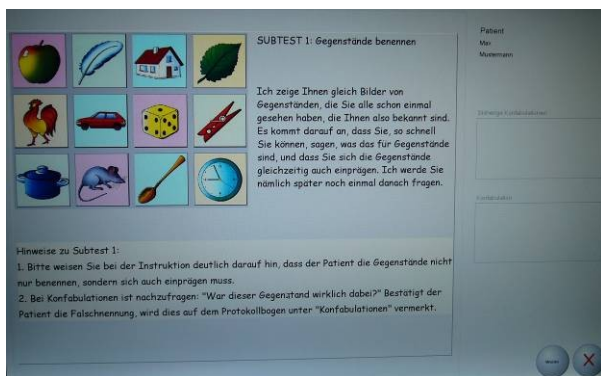 SUBTEST 1: Gegenstände benennen
Ich zeige Ihnen gleich Bilder von
Gegenständen, die Sie alle schon einmal
gesehen haben, die Ihnen also bekannt sind.
Es kommt darauf an, dass Sie, so schnell
Sie können, sagen, was das für Gegenstände
sind, und dass Sie sich die Gegenstände
gleichzeitig auch einprägen. Ich werde Sie
nämlich später noch einmal danach fragen.
Hinweise zu Subtest 1:
1. Bitte weisen Sie bei der Instruktion deutlich darauf hin, dass der Patient die Gegenstände nicht
nur benennen, sondern sich auch einprägen muss.
2. Bei Konfabulationen ist nachzufragen: "War dieser Gegenztand wirklich dabei?" Bestätigt der
Patient die Falschnennung, wird dies auf dem Protokollbogen unter "Konfabulationen" vermerkt.
Patient
Max
Mustermann
Bisherige Konfabulationen
Konfabulation